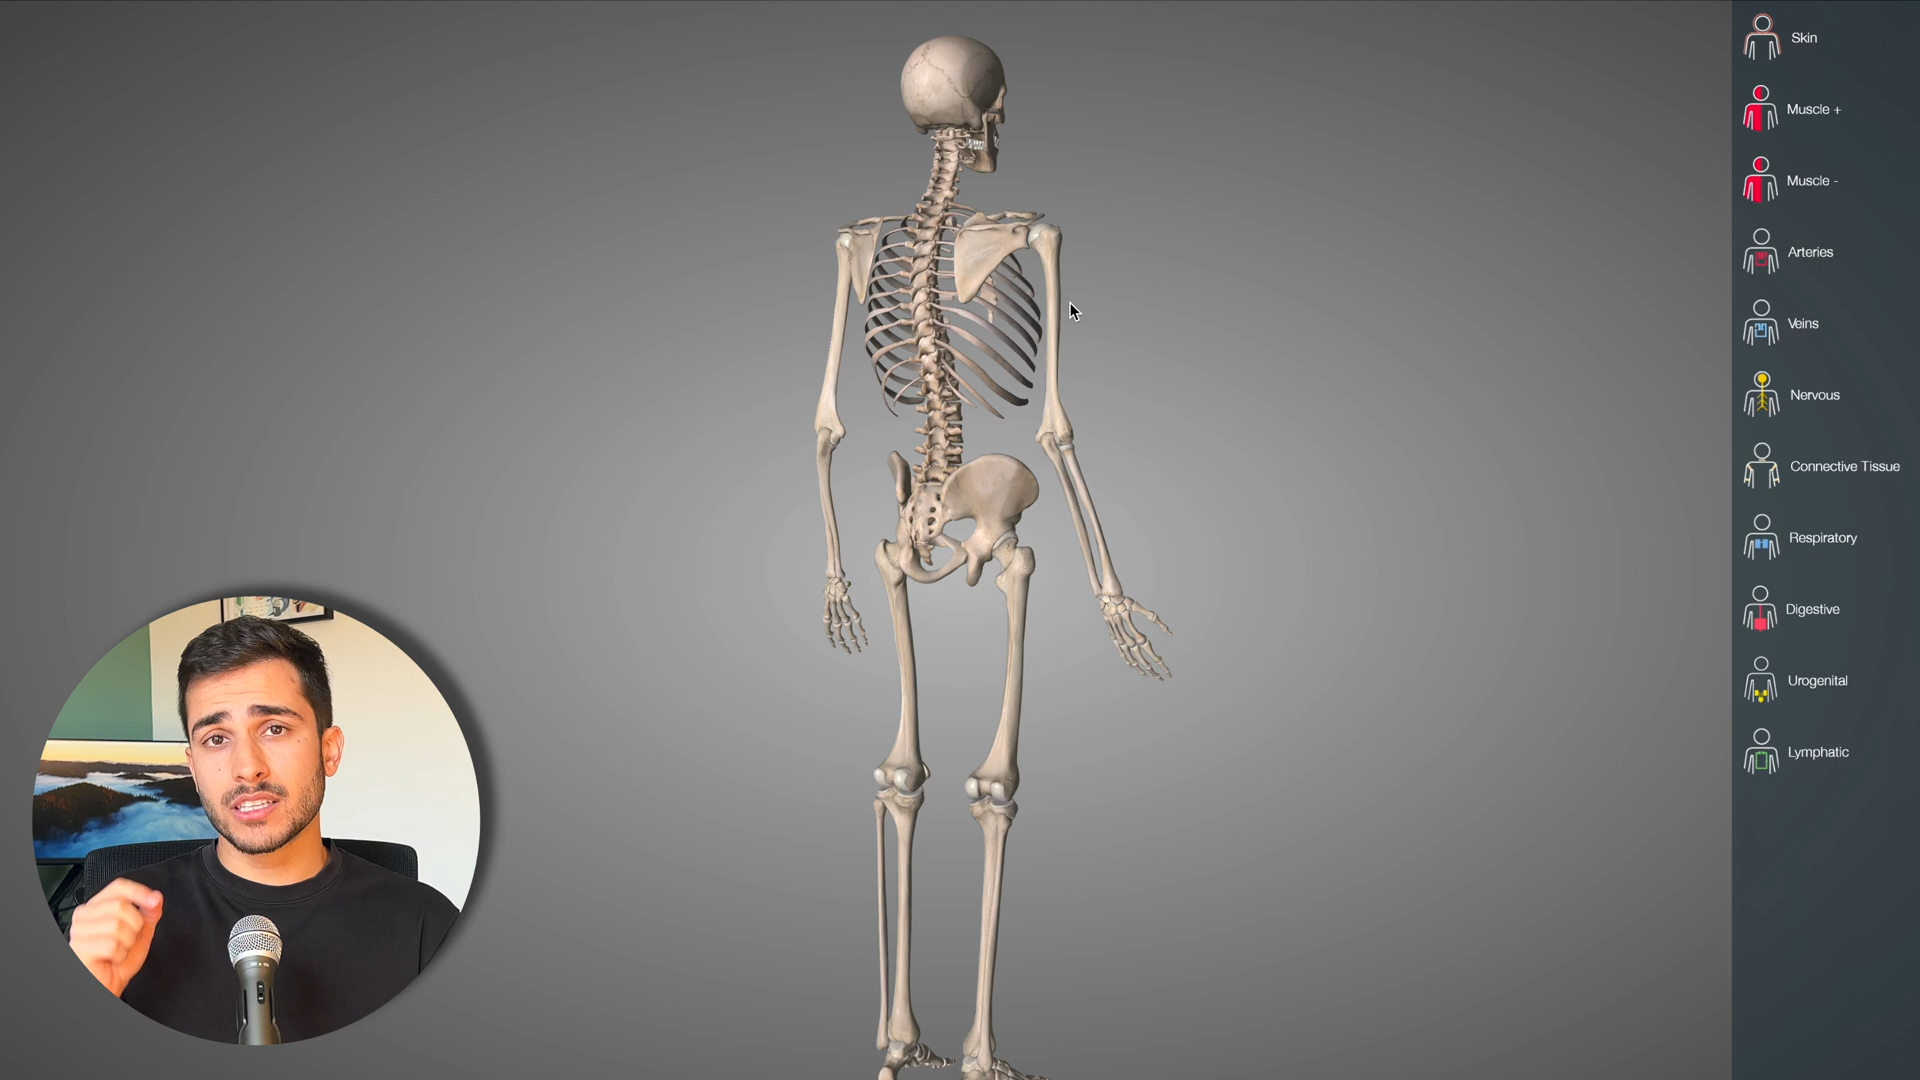 Skin
Muscle +
Muscle -
Arteries
Veins
Nervous
Connective Tissue
Respiratory
Digestive
Urogenital
Lymphatic